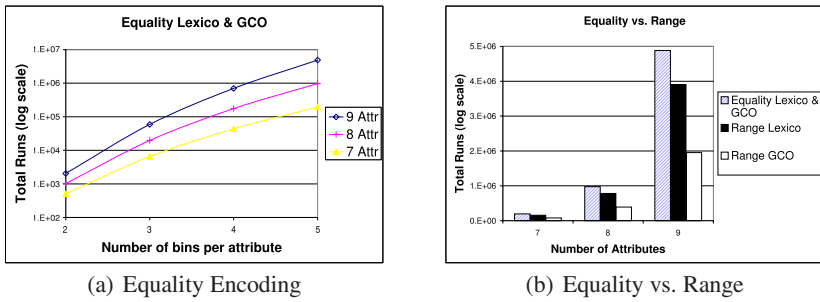 Equality Lexico & GCO
Total Runs (log scale)
1.E+07
1.E+06
1.E+05
1.E+04
1.E+03
1.E+02
2 3 4 5
Number of bins per attribute
9 Attr
8 Attr
7 Attr
(a) Equality Encoding
Equality vs. Range
Total Runs (log scale)
5.E+06
4.E+06
3.E+06
2.E+06
1.E+06
0.E+00
7 8 9
Number of Attributes
Equality Lexico &
GCO
Range Lexico
Range GCO
(b) Equality vs. Range